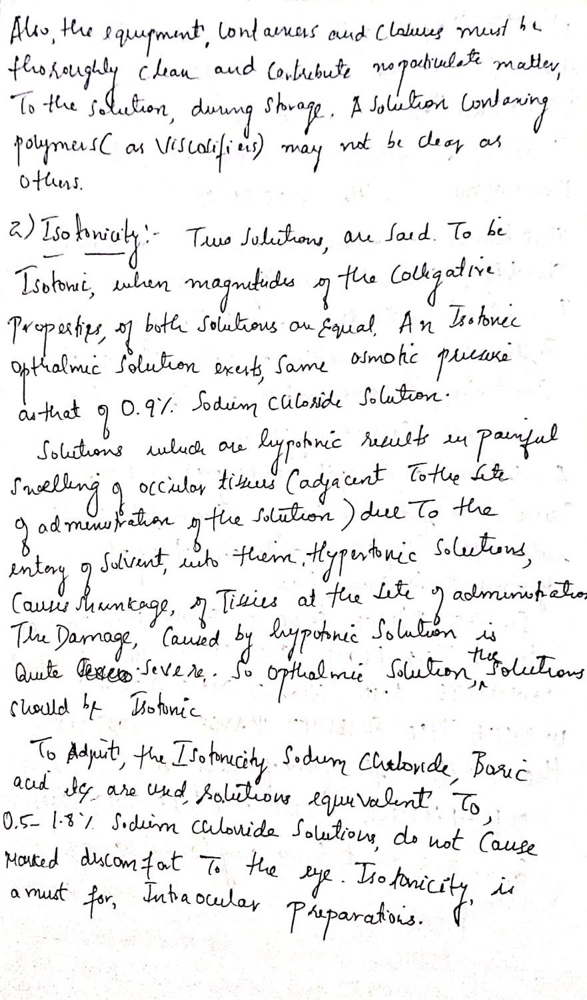 Also, the equipment, Containers and Closures must be
thoroughly clean and Contribute no particulate matter,
To the Solution, during Storage. A Solution Contaning
polymers( as Viscolifiers) may not be clear as
others.
2) Isotonicity:- Two Solutions, are Said. To be
Isotonic, when magnitudes of the Colligative
Properties, of both Solutions are Equal. An Isotonic
opthalmic Solution exerts, Same osmotic pressure
as that of 0.9%. Sodium Chloride Solution.
Solutions which are hypotonic results in painful
Swelling of occular tissues (adjacent To the Site
of administration of the Solution) due To the
entory of Solvent, into them. Hypertonic Solutions,
Causes Shrinkage, of Tissies at the Site of administration
The Damage, Caused by hypotonic Solution is
Quite Severe. So opthalmic Solution, the Solutions
should be Isotonic
To Adjust, the Isotonicity Sodium Chloride, Boric
acid etc are used, Solutions equivalent. To,
0.5- 1.8% Sodium Chloride Solutions, do not Cause
Marked discomfort To the eye. Isotonicity, is
a must for, Intraocular Preparations.